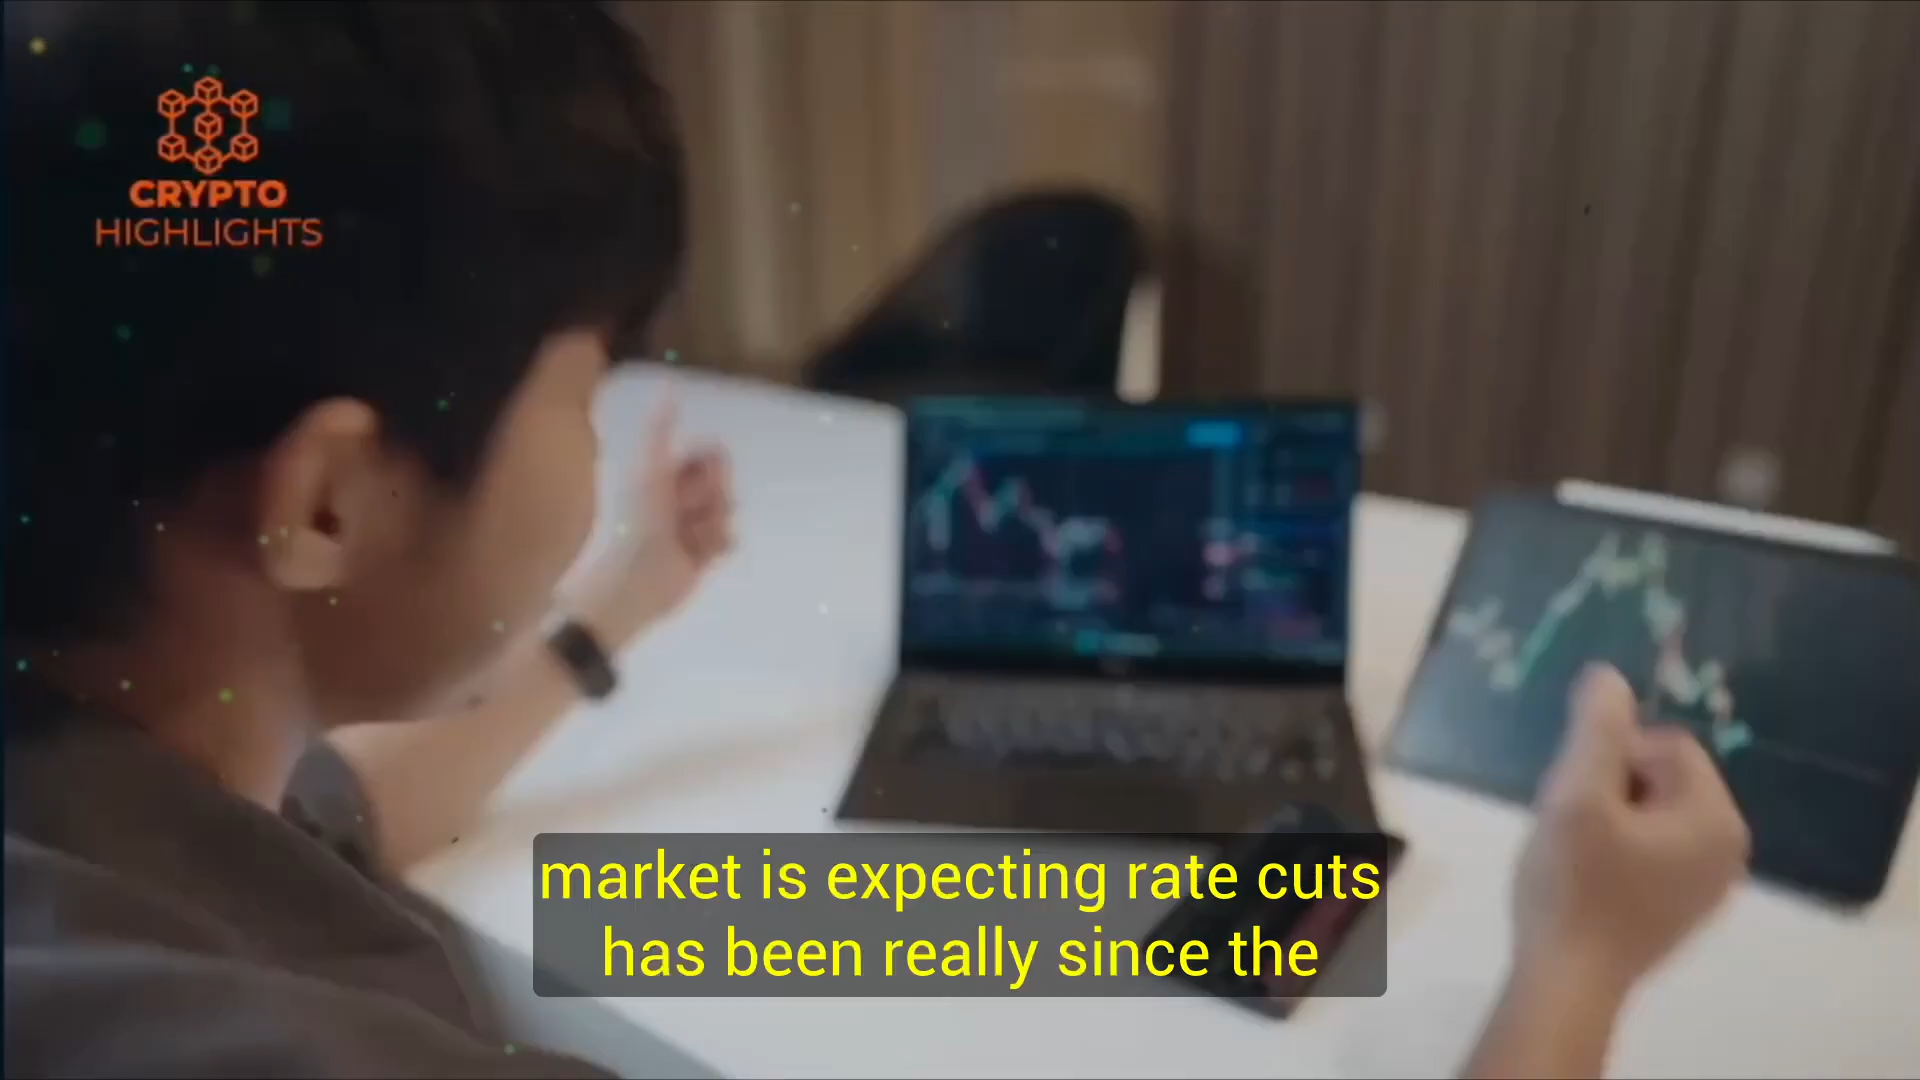 CRYPTO
HIGHLIGHTS
market is expecting rate cuts
has been really since the